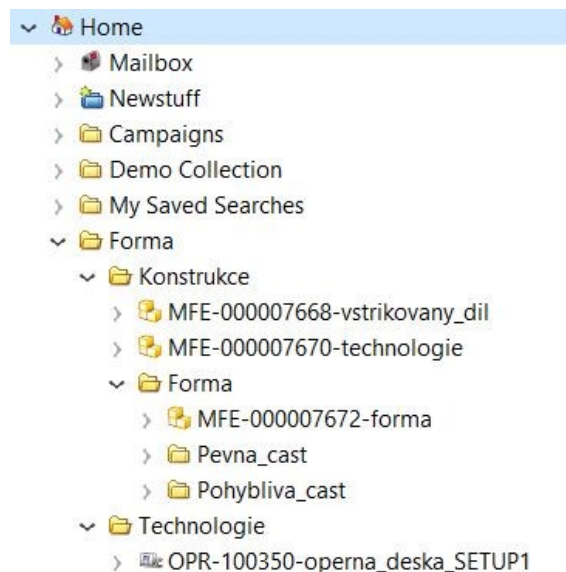 Home
Mailbox
Newstuff
Campaigns
Demo Collection
My Saved Searches
Forma
Konstrukce
MFE-000007668-vstrikovany_dil
MFE-000007670-technologie
Forma
MFE-000007672-forma
Pevna_cast
Pohybliva_cast
Technologie
OPR-100350-operna_deska_SETUP1